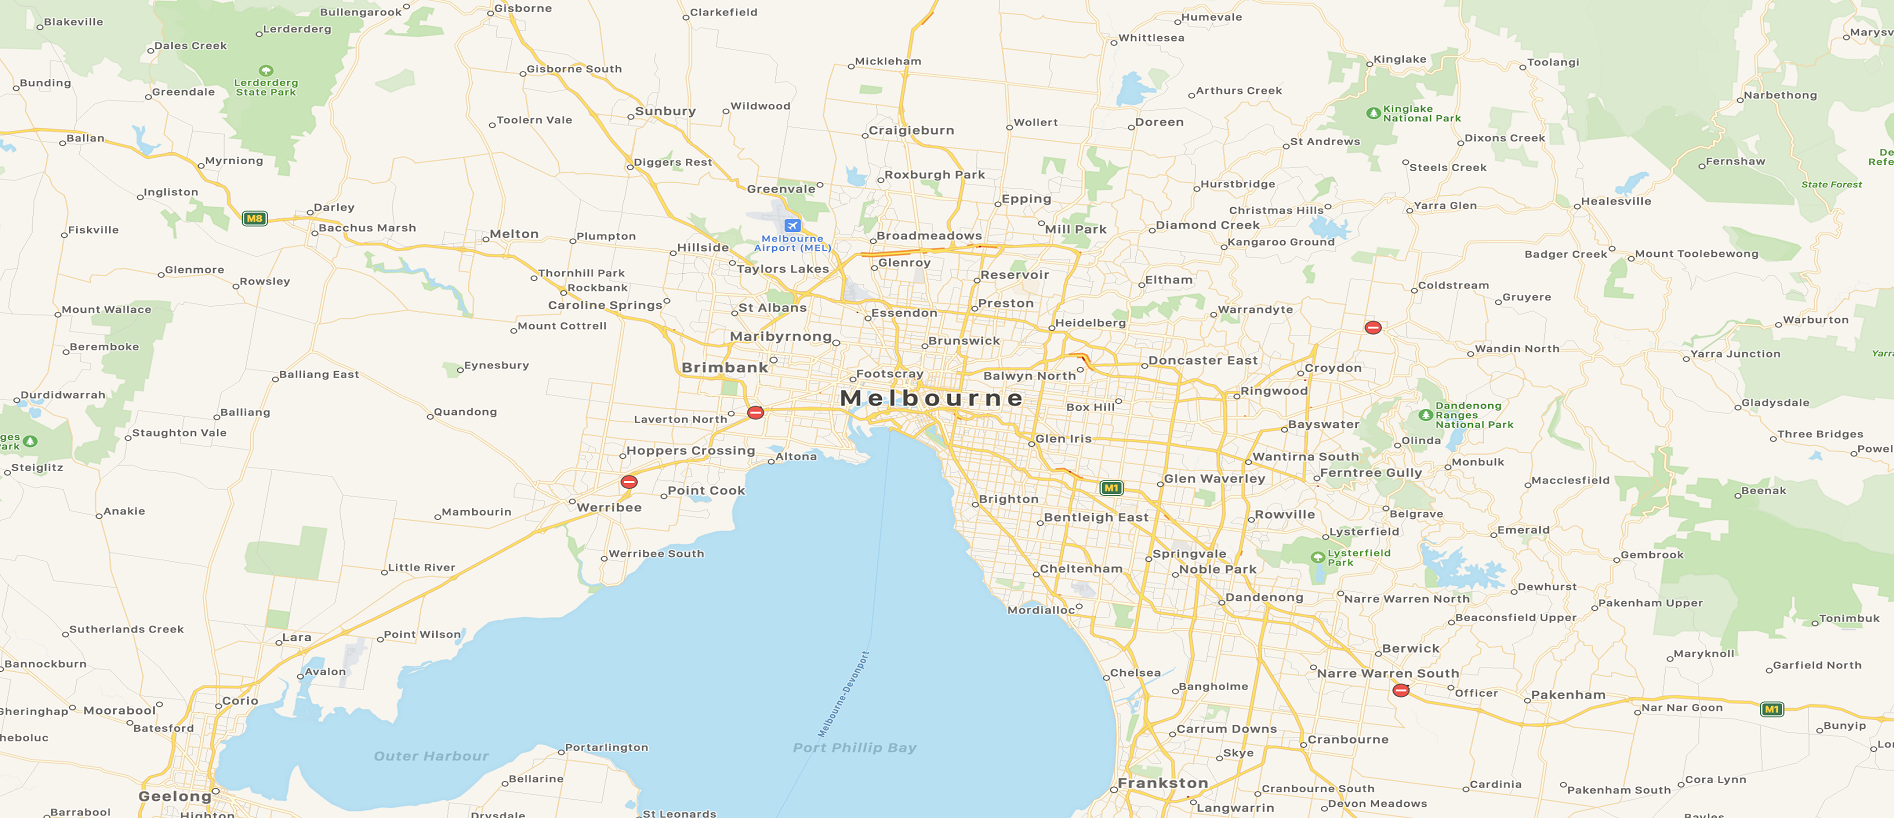 Blakeville
Bullengarook
Gisborne
Clarkefield
Humevale
Lerderderg
Dales Creek
Whittlesea
Marysv
Mickleham
Kinglake
Toolangi
Gisborne South
Lerderderg
State Park
Bunding
Greendale
Arthurs Creek
Narbethong
Sunbury
Wildwood
Kinglake
National Park
Toolern Vale
Craigieburn
Wollert
Doreen
Ballan
St Andrews
Dixons Creek
Myrniong
Diggers Rest
Steels Creek
Fernshaw
De
Refe
Roxburgh Park
Greenvale
Hurstbridge
State Forest
Ingliston
Epping
Darley
Christmas Hills
Yarra Glen
Healesville
M8
Fiskville
Bacchus Marsh
Melton
Plumpton
Hillside
Melbourne
Airport (MEL)
Broadmeadows
Mill Park
Diamond Creek
Kangaroo Ground
Badger Creek
Mount Toolebewong
Glenmore
Rowsley
Thornhill Park
Rockbank
Taylors Lakes
Glenroy
Reservoir
Eltham
Coldstream
Gruyere
Mount Wallace
Caroline Springs
St Albans
Essendon
Preston
Warrandyte
Mount Cottrell
Heidelberg
Warburton
Maribyrnong
Brunswick
Beremboke
Wandin North
Yarra Junction
Yarra
Eynesbury
Brimbank
Footscray
Balwyn North
Doncaster East
Croydon
Ballang East
Durdidwarrah
Melbourne
Ringwood
Ballang
Quandong
Laverton North
Box Hill
Dandenong
Ranges
National Park
Gladysdale
Staughton Vale
ges
Park
Glen Iris
Bayswater
Olinda
Three Bridges
Powel
Hoppers Crossing
Altona
Wantirna South
Monbulk
Steiglitz
Ferntree Gully
Glen Waverley
Macclesfield
M1
Point Cook
Brighton
Beenak
Werribee
Anakie
Mambourin
Bentleigh East
Rowville
Belgrave
Lysterfield
Emerald
Werribee South
Springvale
Lysterfield
Park
Gembrook
Little River
Cheltenham
Noble Park
Dewhurst
Dandenong
Narre Warren North
Pakenham Upper
Mordialloc
Beaconsfield Upper
Tonimbuk
Sutherlands Creek
Lara
Point Wilson
Berwick
Maryknoll
Garfield North
Bannockburn
Avalon
Chelsea
Narre Warren South
Bangholme
Officer
Pakenham
Corio
Melbourne-Devonport
Nar Nar Goon
M1
Gheringhap
Moorabool
Batesford
Bunyip
heboluc
Carrum Downs
Cranbourne
Lo
Outer Harbour
Portarlington
Port Phillip Bay
Skye
Bellarine
Frankston
Cardinia
Cora Lynn
Geelong
Cranbourne South
Pakenham South
Barrabool
Highton
Drysdale
St Leonards
Langwarrin
Devon Meadows
Bayles